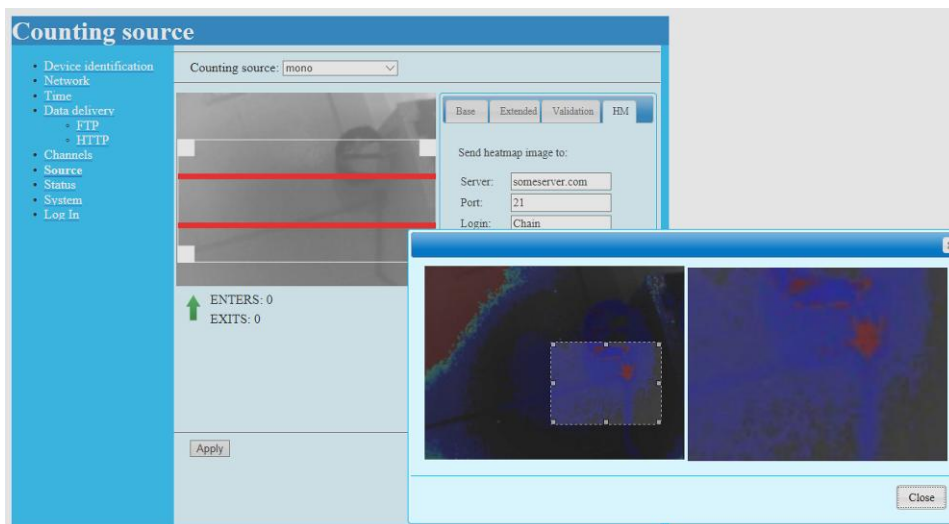 Counting source
Device identification
Network
Time
Data delivery
FTP
HTTP
Channels
Source
Status
System
Log In
Counting source: mono
Base Extended Validation HM
Send heatmap image to:
Server: someserver.com
Port: 21
Login: Chain
ENTERS: 0
EXITS: 0
Apply
Close